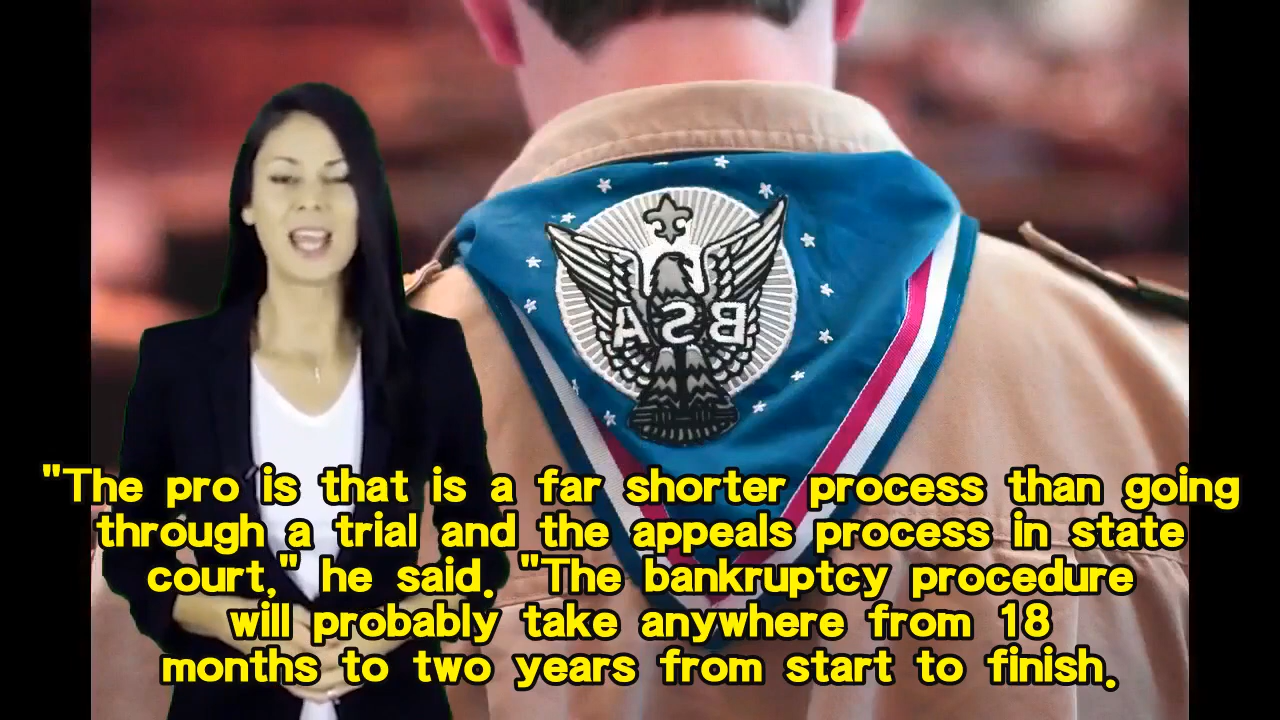 BSA
"The pro is that is a far shorter process than going
through a trial and the appeals process in state
court," he said. "The bankruptcy procedure
will probably take anywhere from 18
months to two years from start to finish.